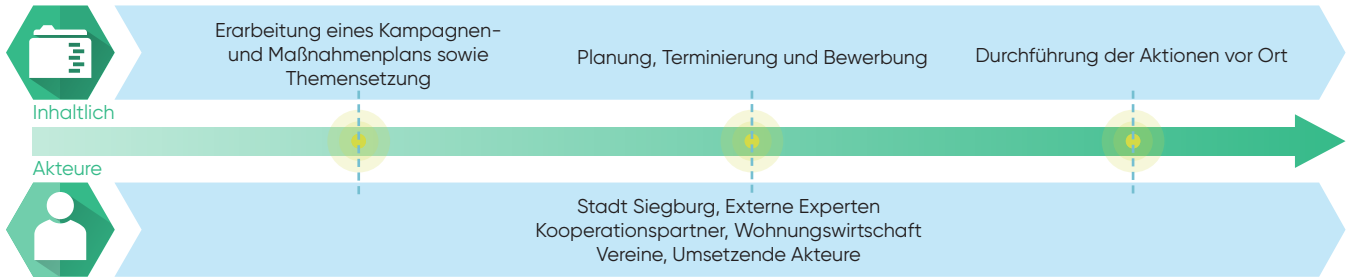 Erarbeitung eines Kampagnen-
und Maßnahmenplans sowie
Themensetzung
Planung, Terminierung und Bewerbung
Durchführung der Aktionen vor Ort
Inhaltlich
Akteure
Stadt Siegburg, Externe Experten
Kooperationspartner, Wohnungswirtschaft
Vereine, Umsetzende Akteure